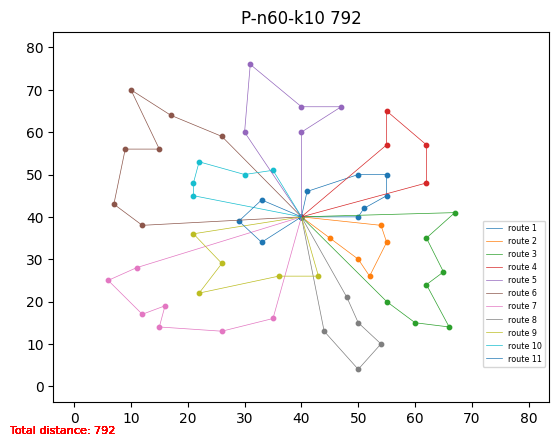 P-n60-k10 792
80
70
60
50
40
30
20
10
0
route 1
route 2
route 3
route 4
route 5
route 6
route 7
route 8
route 9
route 10
route 11
0 10 20 30 40 50 60 70 80
Total distance: 792